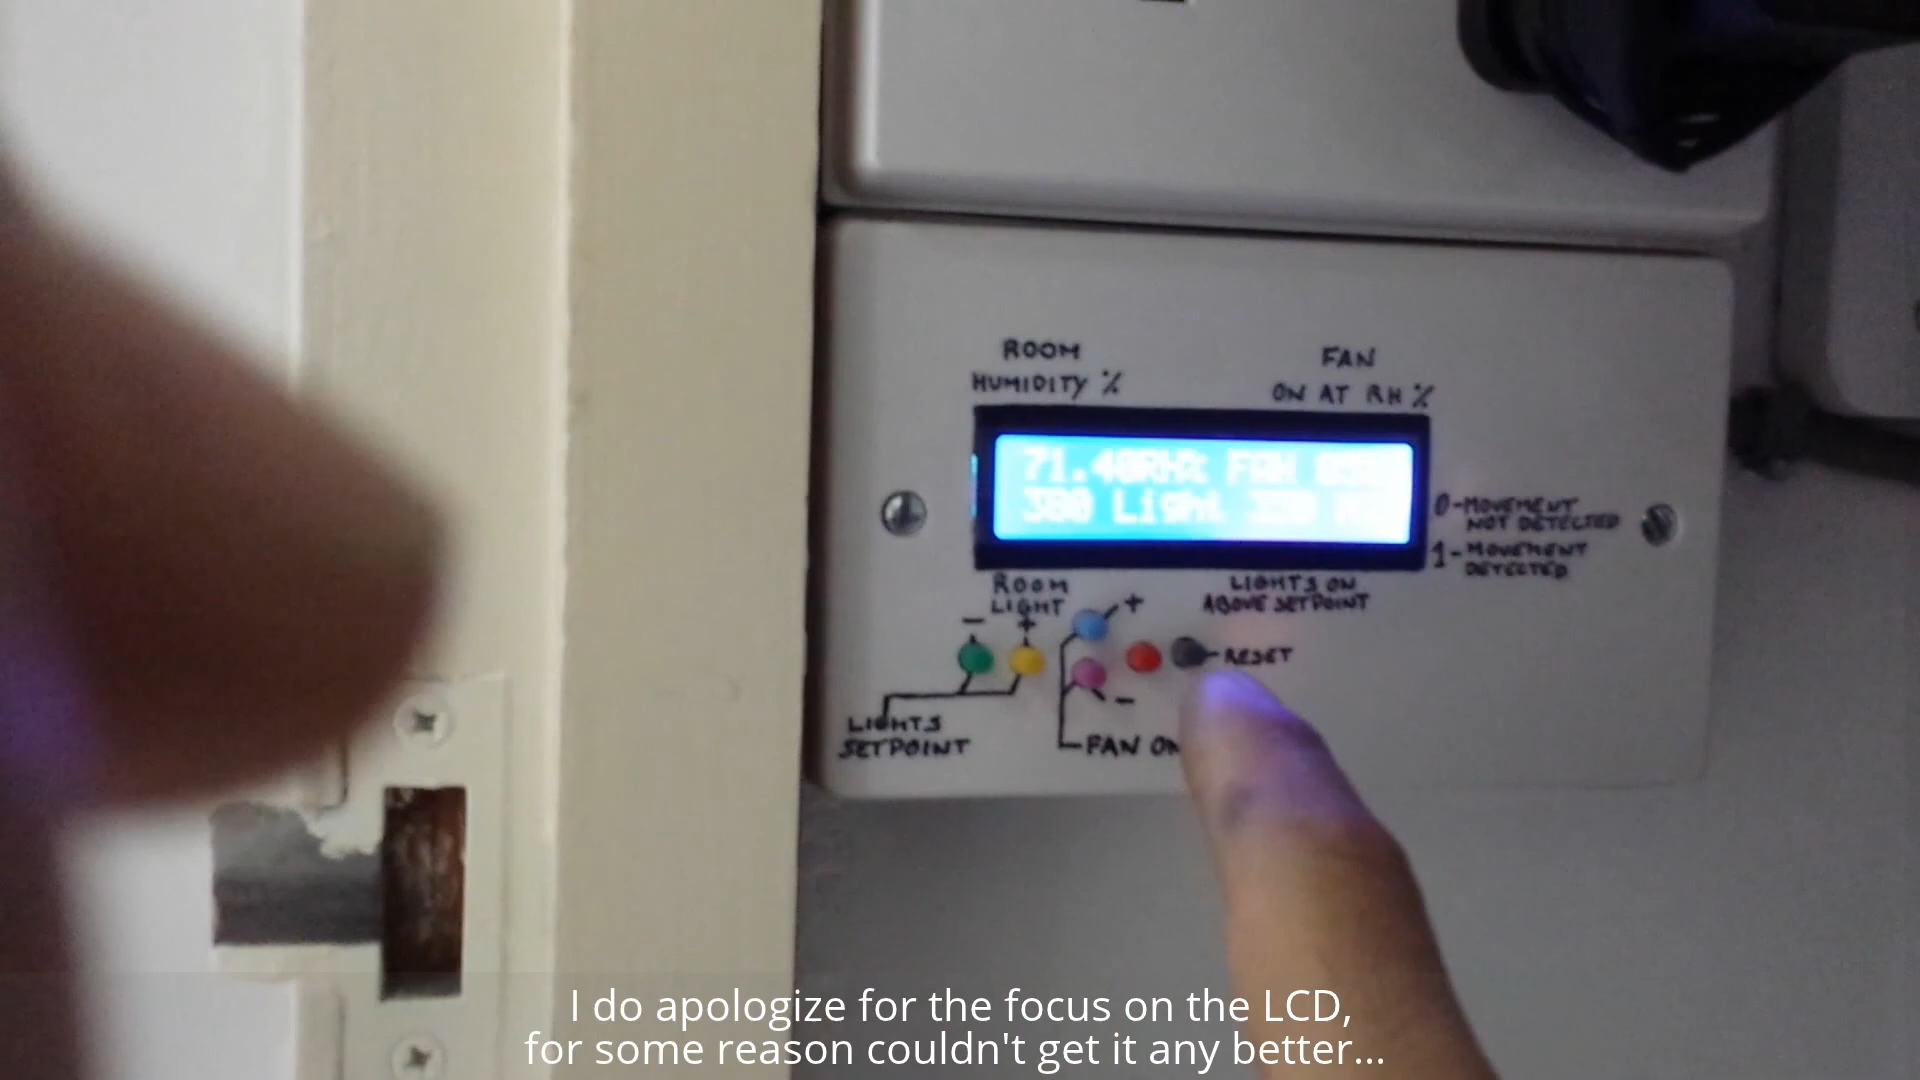 ROOM
HUMIDITY %
FAN
ON AT RH %
71.40RH% FAN
380 Light
0-MOVEMENT
NOT DETECTED
1-MOVEMENT
DETECTED
ROOM
LIGHT
LIGHTS ON
ABOVE SETPOINT
- + +
RESET
-
LIGHTS
SETPOINT
FAN ON
I do apologize for the focus on the LCD,
for some reason couldn't get it any better...